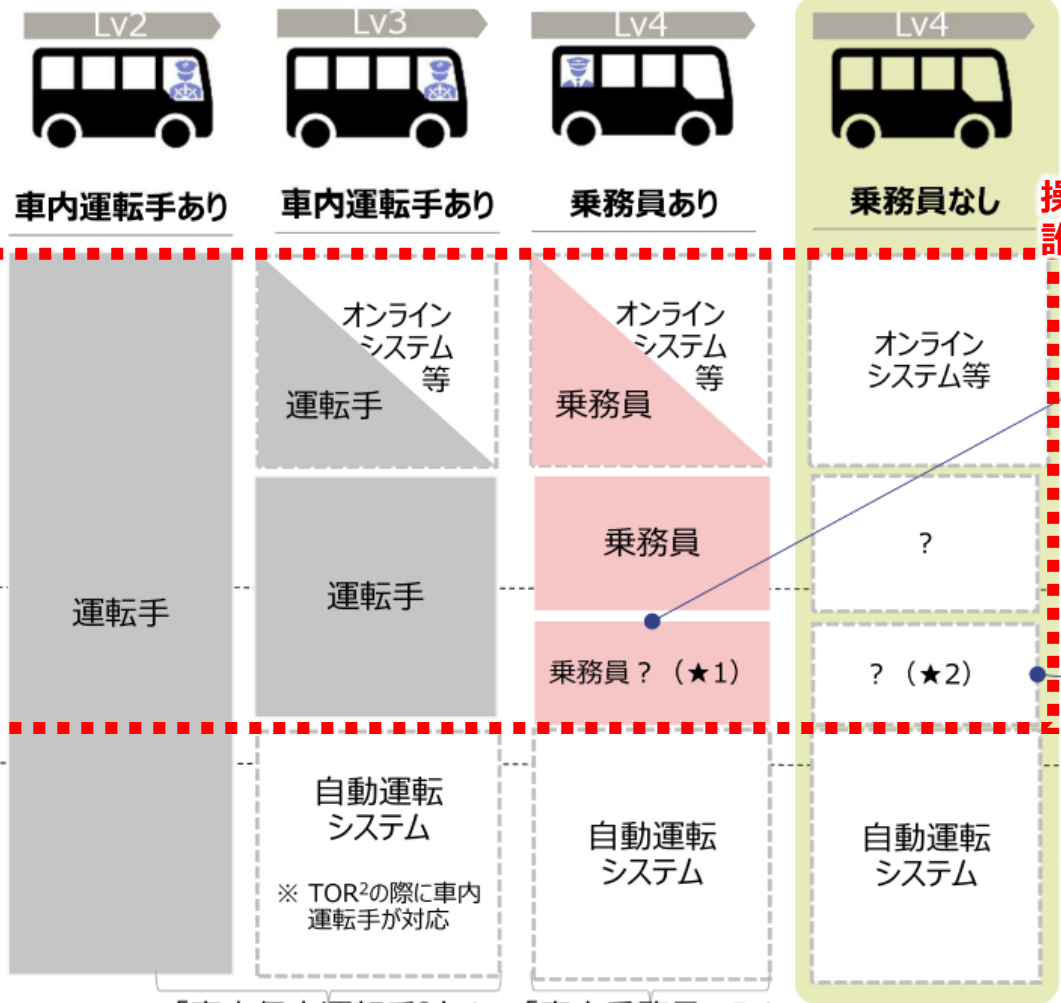 Lv2
Lv3
Lv4
Lv4
車内運転手あり
車内運転手あり
乗務員あり
乗務員なし
操
運転手
オンライン
システム
等
運転手
運転手
自動運転
システム
※ TOR²の際に車内
運転手が対応
オンライン
システム
等
乗務員
乗務員
乗務員？（★1）
自動運転
システム
オンライン
システム等
？
？（★2）
自動運転
システム